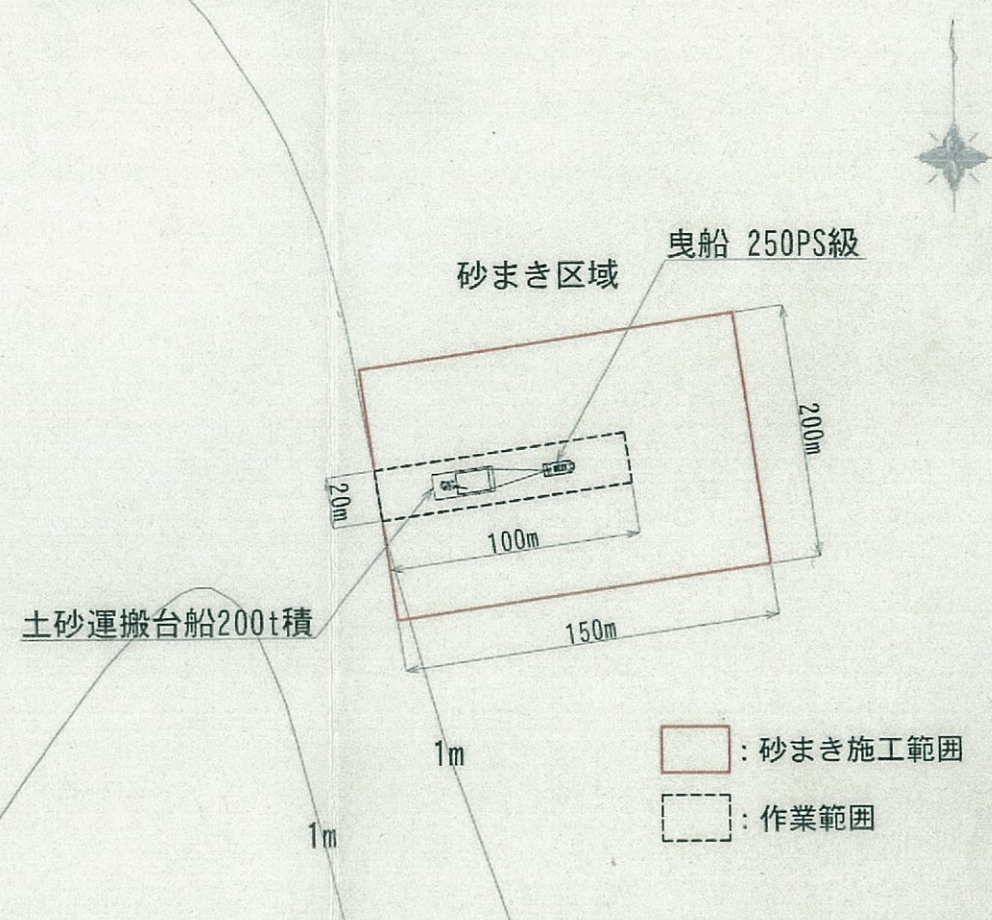 曳船 250PS級
砂まき区域
200m
20m
100m
土砂運搬台船200t積
150m
1m
：砂まき施工範囲
1m
：作業範囲